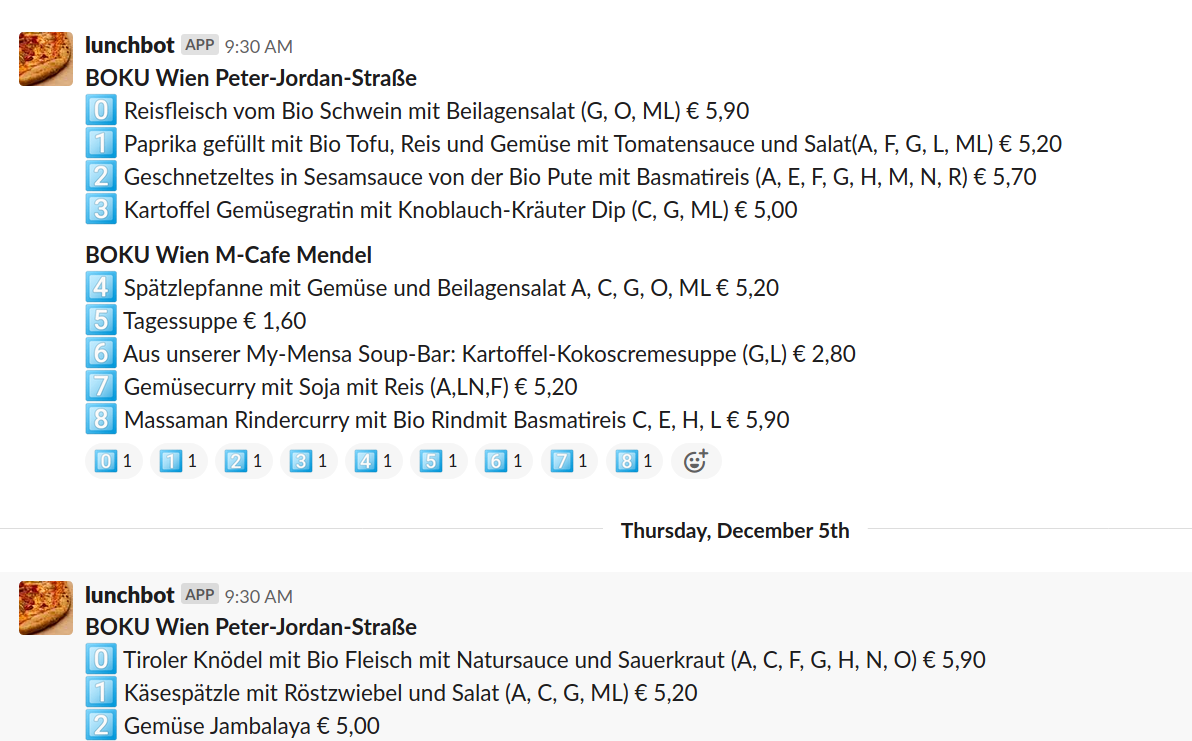 lunchbot APP 9:30 AM
BOKU Wien Peter-Jordan-Straße
0 Reisfleisch vom Bio Schwein mit Beilagensalat (G, O, ML) € 5,90
1 Paprika gefüllt mit Bio Tofu, Reis und Gemüse mit Tomatensauce und Salat(A, F, G, L, ML) € 5,20
2 Geschnetzeltes in Sesamsauce von der Bio Pute mit Basmatireis (A, E, F, G, H, M, N, R) € 5,70
3 Kartoffel Gemüsegratin mit Knoblauch-Kräuter Dip (C, G, ML) € 5,00
BOKU Wien M-Cafe Mendel
4 Spätzlepfanne mit Gemüse und Beilagensalat A, C, G, O, ML € 5,20
5 Tagessuppe € 1,60
6 Aus unserer My-Mensa Soup-Bar: Kartoffel-Kokoscremesuppe (G,L) € 2,80
7 Gemüsecurry mit Soja mit Reis (A,LN,F) € 5,20
8 Massaman Rindercurry mit Bio Rindmit Basmatireis C, E, H, L € 5,90
0 1 1 1 2 1 3 1 4 1 5 1 6 1 7 1 8 1
Thursday, December 5th
lunchbot APP 9:30 AM
BOKU Wien Peter-Jordan-Straße
0 Tiroler Knödel mit Bio Fleisch mit Natursauce und Sauerkraut (A, C, F, G, H, N, O) € 5,90
1 Käsespätzle mit Röstzwiebel und Salat (A, C, G, ML) € 5,20
2 Gemüse Jambalaya € 5,00